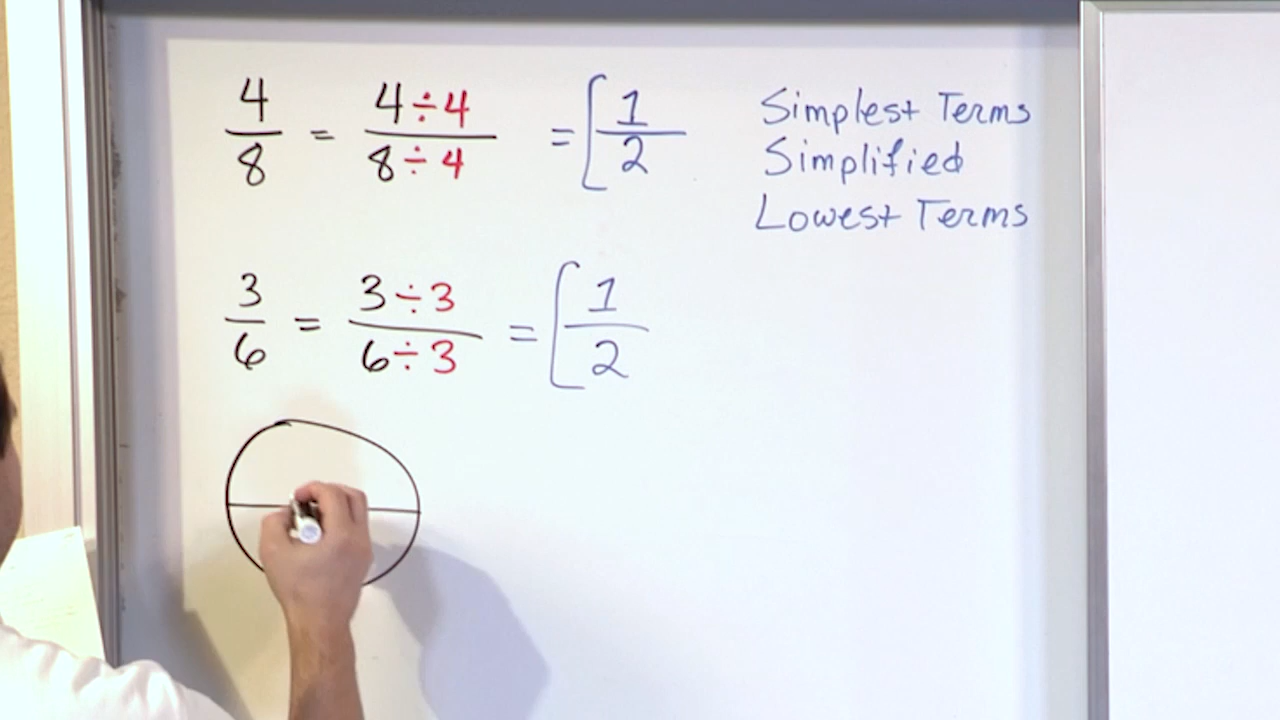 4/8 = 4÷4/8÷4 = [1/2
Simplest Terms
Simplified
Lowest Terms
3/6 = 3÷3/6÷3 = [1/2